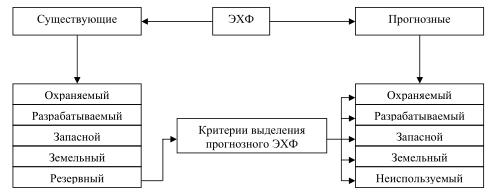 Существующие
ЭХФ
Прогнозные
Охраняемый
Разрабатываемый
Запасной
Земельный
Резервный
Критерии выделения
прогнозного ЭХФ
Охраняемый
Разрабатываемый
Запасной
Земельный
Неиспользуемый